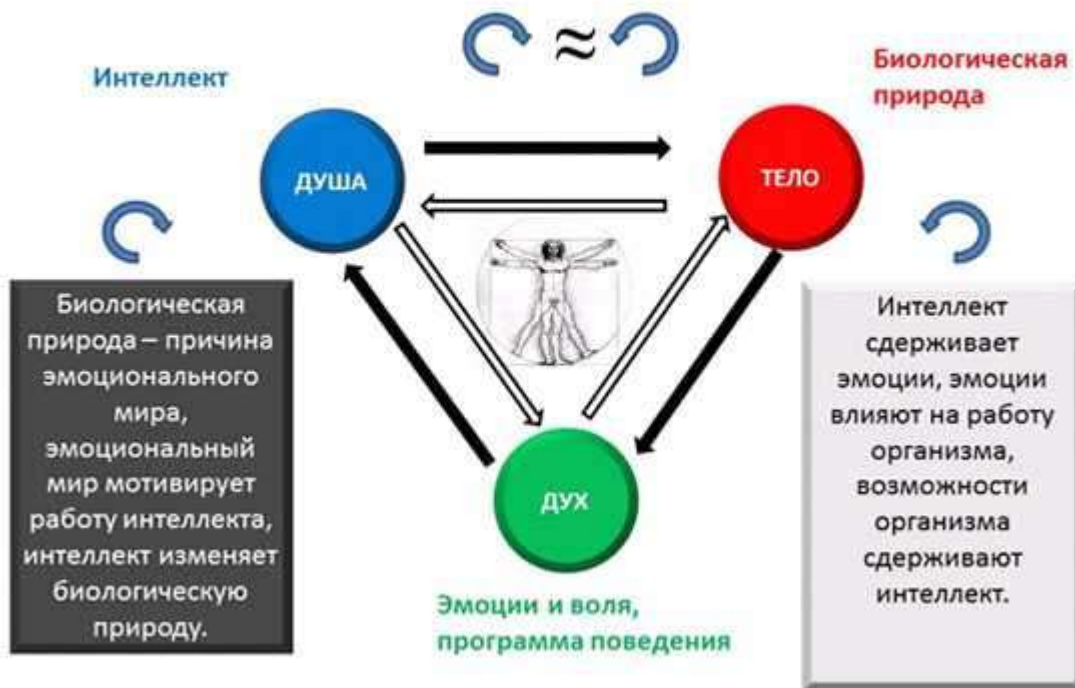 ≈
Интеллект
Биологическая
природа
ДУША
ТЕЛО
Биологическая
природа – причина
эмоционального
мира,
эмоциональный
мир мотивирует
работу интеллекта,
интеллект изменяет
биологическую
природу.
Интеллект
сдерживает
эмоции, эмоции
влияют на работу
организма,
возможности
организма
сдерживают
интеллект.
ДУХ
Эмоции и воля,
программа поведения